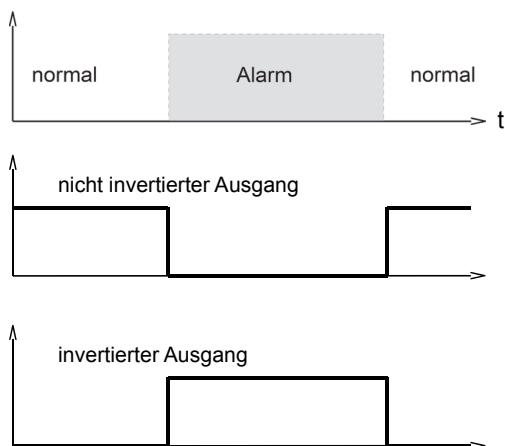 normal Alarm normal
t
nicht invertierter Ausgang
invertierter Ausgang